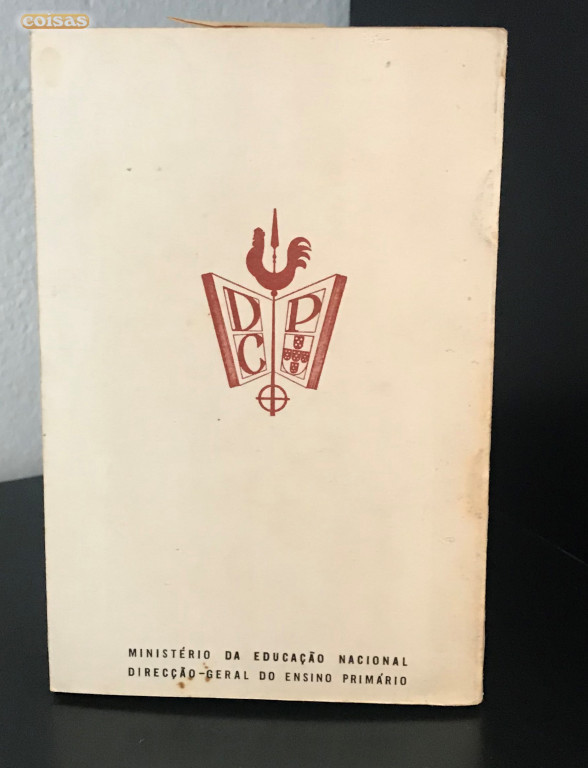 coisas
D P
C
MINISTÉRIO DA EDUCAÇÃO NACIONAL
DIRECÇÃO-GERAL DO ENSINO PRIMÁRIO